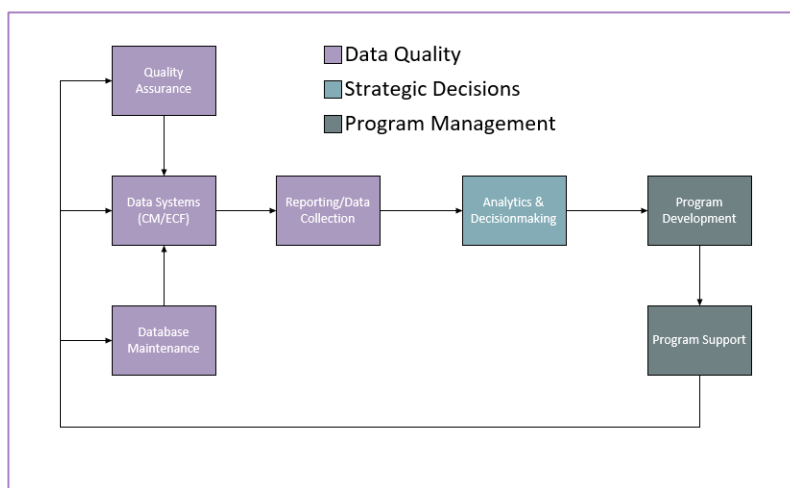 Quality
Assurance
Data Quality
Strategic Decisions
Program Management
Data Systems
(CM/ECF)
Reporting/Data
Collection
Analytics &
Decisionmaking
Program
Development
Database
Maintenance
Program Support